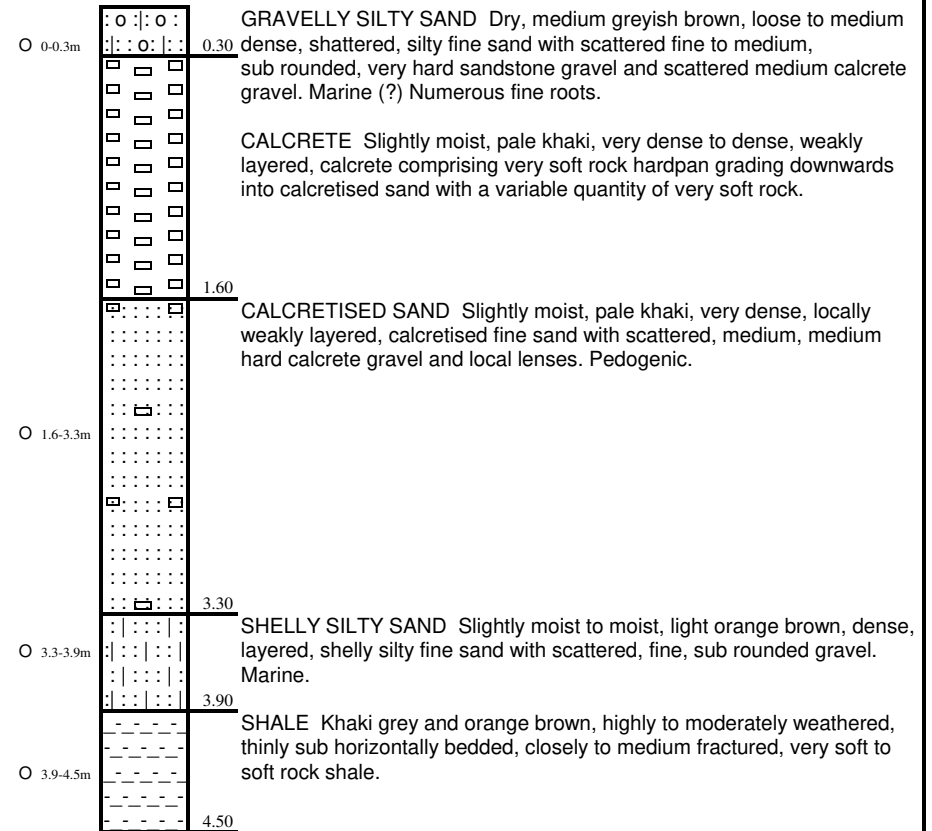 GRAVELLY SILTY SAND  Dry, medium greyish brown, loose to medium
O 0-0.3m 0.30 dense, shattered, silty fine sand with scattered fine to medium,
sub rounded, very hard sandstone gravel and scattered medium calcrete
gravel. Marine (?) Numerous fine roots.
CALCRETE  Slightly moist, pale khaki, very dense to dense, weakly
layered, calcrete comprising very soft rock hardpan grading downwards
into calcretised sand with a variable quantity of very soft rock.
1.60
CALCRETISED SAND  Slightly moist, pale khaki, very dense, locally
weakly layered, calcretised fine sand with scattered, medium, medium
hard calcrete gravel and local lenses. Pedogenic.
O 1.6-3.3m
3.30
SHELLY SILTY SAND  Slightly moist to moist, light orange brown, dense,
O 3.3-3.9m layered, shelly silty fine sand with scattered, fine, sub rounded gravel.
Marine.
3.90
SHALE  Khaki grey and orange brown, highly to moderately weathered,
thinly sub horizontally bedded, closely to medium fractured, very soft to
O 3.9-4.5m soft rock shale.
4.50